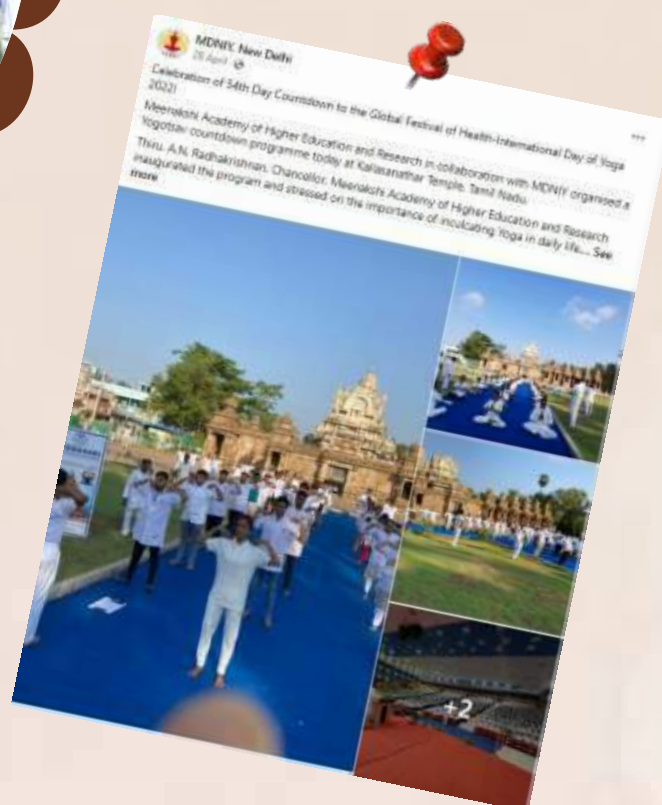 MDNIY, New Delhi
28 April
Celebration of 54th Day Countdown to the Global Festival of Health-International Day of Yoga
2022!
Meenakshi Academy of Higher Education and Research in collaboration with MDNIY organised a
Yogotsav countdown programme today at Kailasanathar Temple, Tamil Nadu.
Thiru. A.N. Radhakrishnan, Chancellor, Meenakshi Academy of Higher Education and Research
inaugurated the program and stressed on the importance of inculcating Yoga in daily life.... See
more
+2